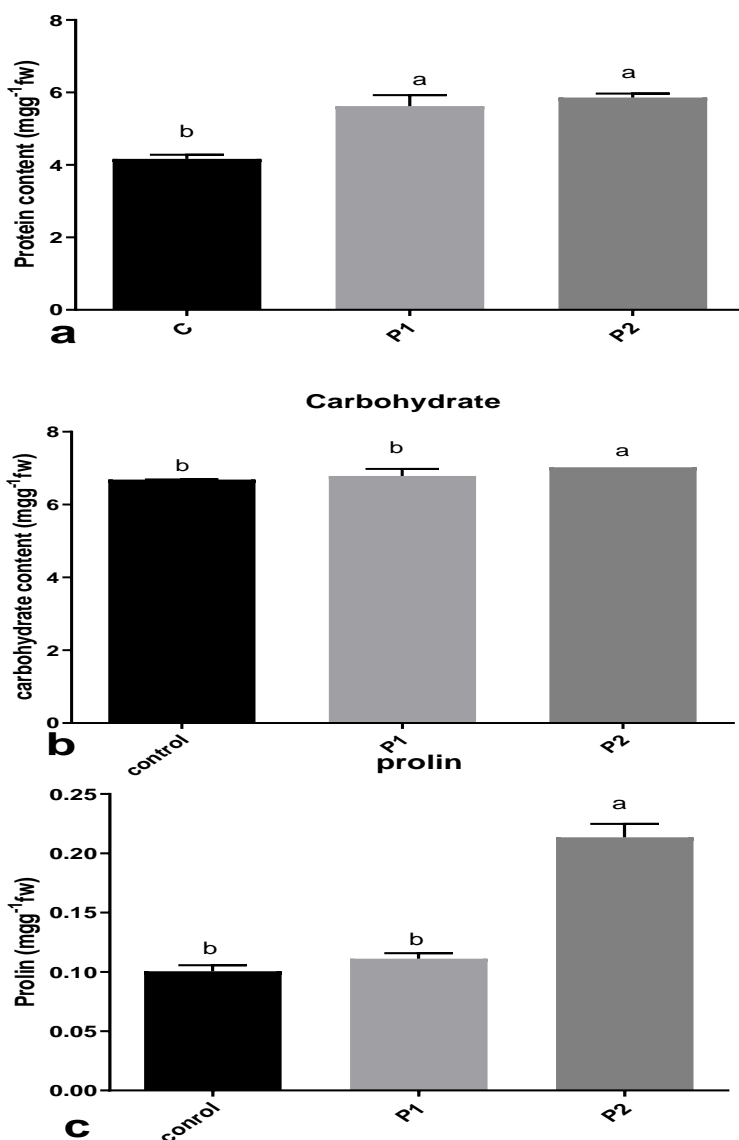 8
6
4
2
0
Protein content (mgg⁻¹fw)
b
a
a
C
P1
P2
a
Carbohydrate
8
6
4
2
0
carbohydrate content (mgg⁻¹fw)
b
b
a
control
P1
P2
b
prolin
0.25
0.20
0.15
0.10
0.05
0.00
Prolin (mgg⁻¹fw)
b
b
a
conrol
P1
P2
c